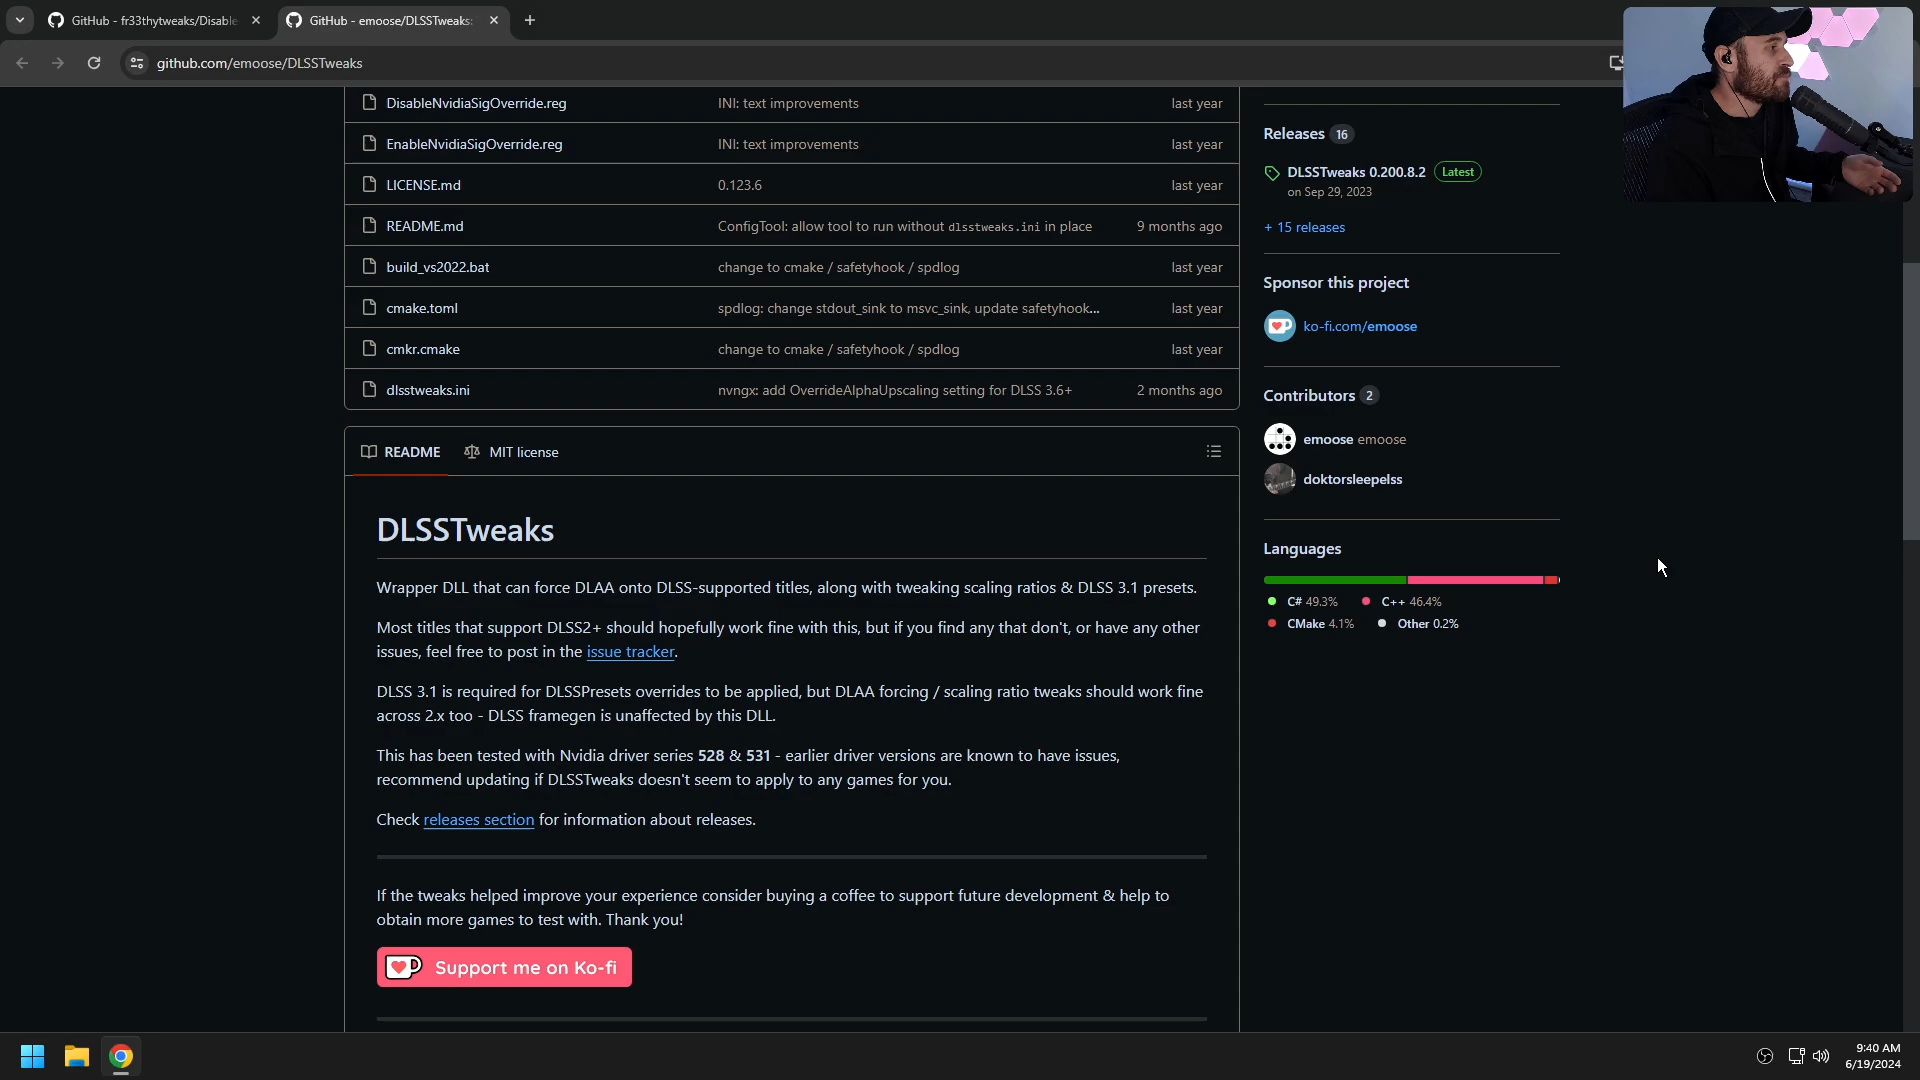 GitHub - fr33thytweaks/Disable
GitHub - emoose/DLSSTweaks:
github.com/emoose/DLSSTweaks
DisableNvidiaSigOverride.reg INI: text improvements last year
EnableNvidiaSigOverride.reg INI: text improvements last year
LICENSE.md 0.123.6 last year
README.md ConfigTool: allow tool to run without dlsstweaks.ini in place 9 months ago
build_vs2022.bat change to cmake / safetyhook / spdlog last year
cmake.toml spdlog: change stdout_sink to msvc_sink, update safetyhook... last year
cmkr.cmake change to cmake / safetyhook / spdlog last year
dlsstweaks.ini nvngx: add OverrideAlphaUpscaling setting for DLSS 3.6+ 2 months ago
README MIT license
DLSSTweaks
Wrapper DLL that can force DLAA onto DLSS-supported titles, along with tweaking scaling ratios & DLSS 3.1 presets.
Most titles that support DLSS2+ should hopefully work fine with this, but if you find any that don't, or have any other
issues, feel free to post in the issue tracker.
DLSS 3.1 is required for DLSSPresets overrides to be applied, but DLAA forcing / scaling ratio tweaks should work fine
across 2.x too - DLSS framegen is unaffected by this DLL.
This has been tested with Nvidia driver series 528 & 531 - earlier driver versions are known to have issues,
recommend updating if DLSSTweaks doesn't seem to apply to any games for you.
Check releases section for information about releases.
If the tweaks helped improve your experience consider buying a coffee to support future development & help to
obtain more games to test with. Thank you!
Support me on Ko-fi
Releases 16
DLSSTweaks 0.200.8.2 Latest
on Sep 29, 2023
+ 15 releases
Sponsor this project
ko-fi.com/emoose
Contributors 2
emoose emoose
doktorsleepelss
Languages
C# 49.3% C++ 46.4%
CMake 4.1% Other 0.2%
9:40 AM
6/19/2024